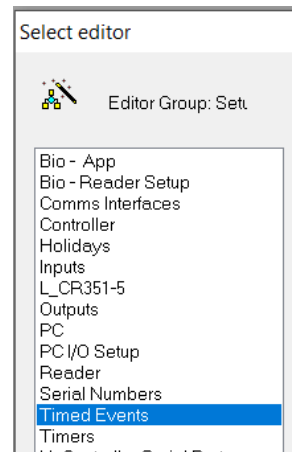 Select editor
Editor Group: Setu
Bio - App
Bio - Reader Setup
Comms Interfaces
Controller
Holidays
Inputs
L_CR351-5
Outputs
PC
PC I/O Setup
Reader
Serial Numbers
Timed Events
Timers